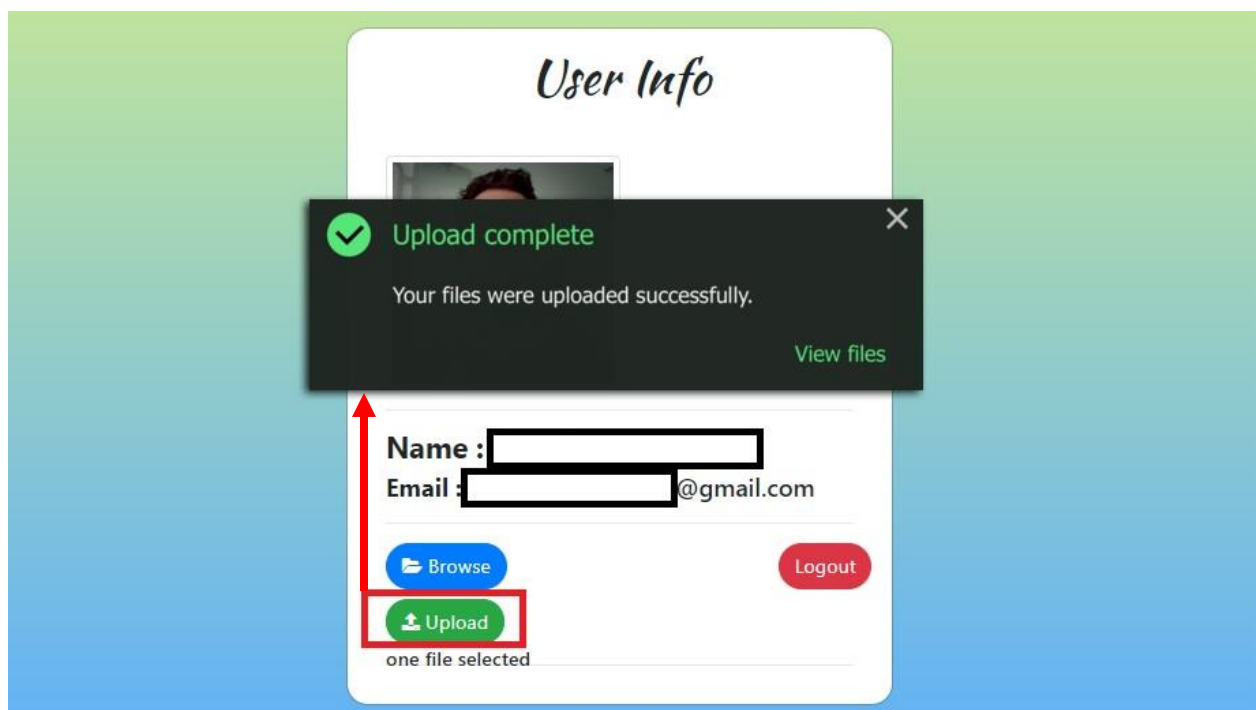 User Info
Upload complete
Your files were uploaded successfully.
View files
Name :
Email : @gmail.com
Browse
Logout
Upload
one file selected